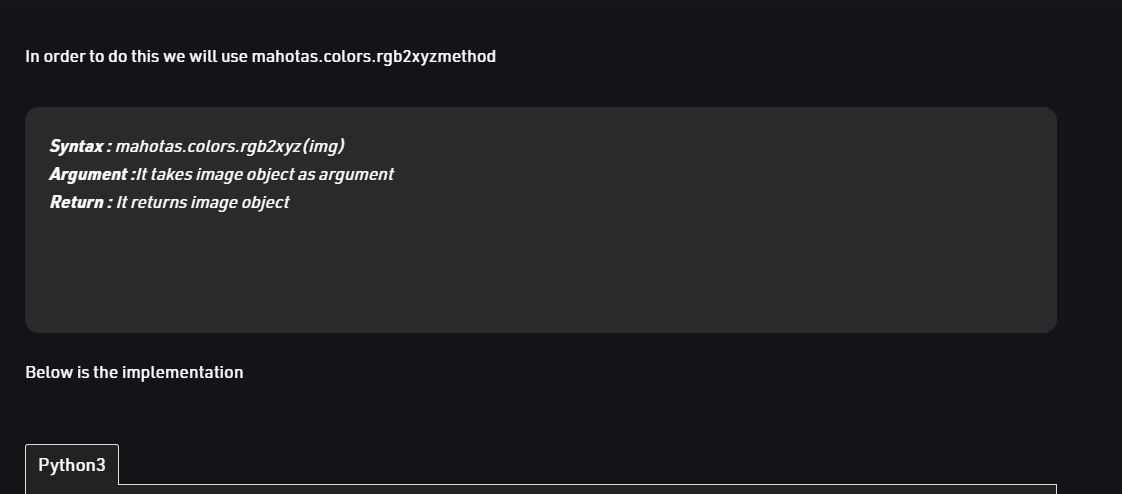 In order to do this we will use mahotas.colors.rgb2xyzmethod
Syntax : mahotas.colors.rgb2xyz(img)
Argument :It takes image object as argument
Return : It returns image object
Below is the implementation
Python3